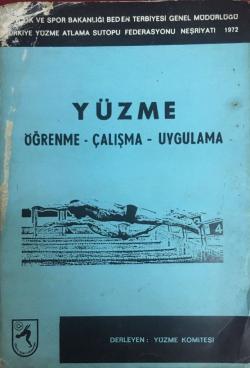 VE SPOR BAKANLIĞI BEDEN TERBİYESİ GENEL MÜDÜRLÜĞÜ
YÜZME ATLAMA SUTOPU FEDERASYONU NEŞRİYATI 1972
YÜZME
ÖĞRENME - ÇALIŞMA - UYGULAMA
4
DERLEYEN : YÜZME KOMİTESİ